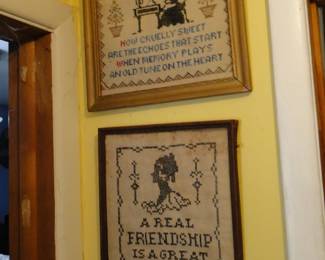 HOW CRUELLY SWEET
ARE THE ECHOES THAT START
WHEN MEMORY PLAYS
AN OLD TUNE ON THE HEART
A REAL
FRIENDSHIP
IS A GREAT